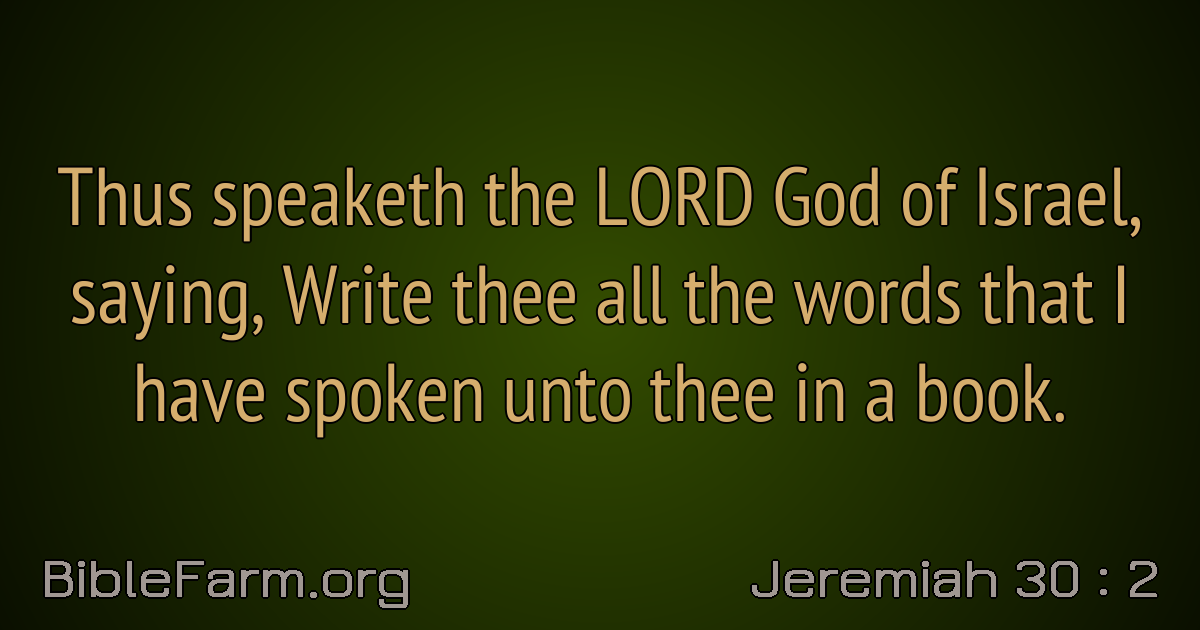 Thus speaketh the LORD God of Israel,
saying, Write thee all the words that I
have spoken unto thee in a book.
BibleFarm.org
Jeremiah 30 : 2